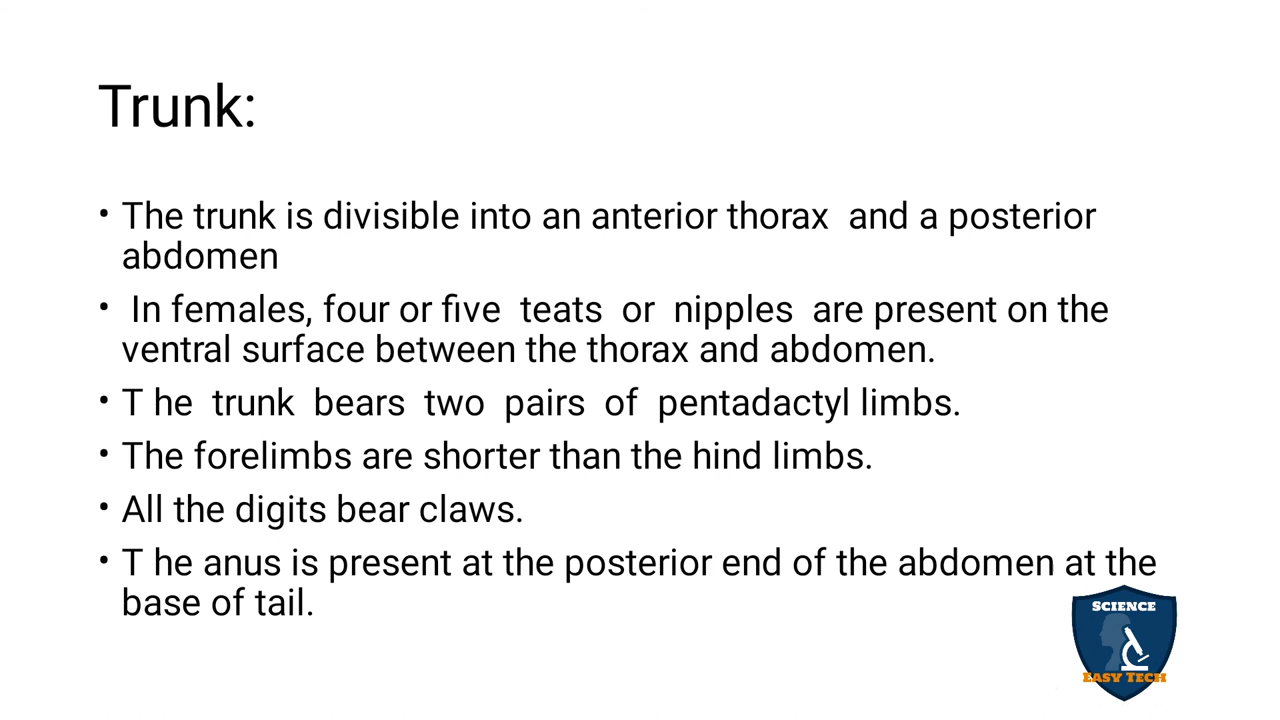 Trunk:
• The trunk is divisible into an anterior thorax  and a posterior
abdomen
•  In females, four or five  teats  or  nipples  are present on the
ventral surface between the thorax and abdomen.
• T he  trunk  bears  two  pairs  of  pentadactyl limbs.
• The forelimbs are shorter than the hind limbs.
• All the digits bear claws.
• T he anus is present at the posterior end of the abdomen at the
base of tail.
SCIENCE
EASY TECH